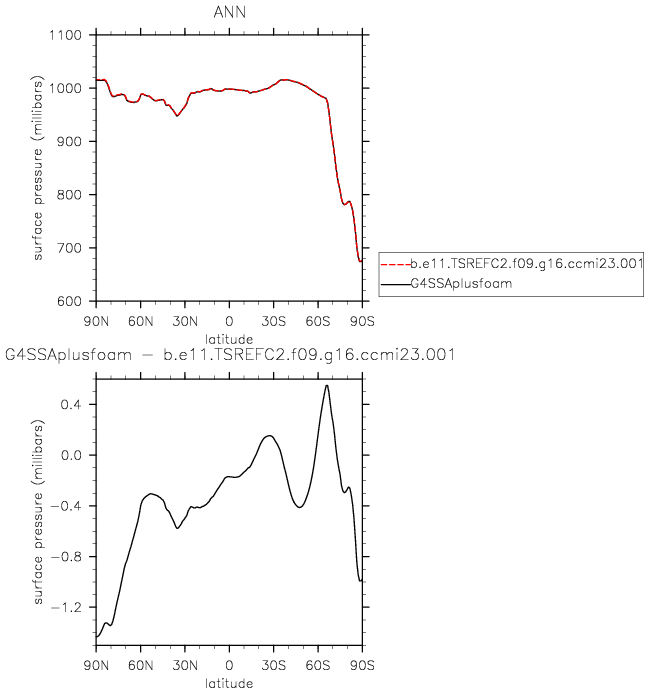 ANN
1100
1000
900
800
700
600
surface pressure (millibars)
90N 60N 30N 0 30S 60S 90S
latitude
b.e11.TSREFC2.f09.g16.ccmi23.001
G4SSAplusfoam
G4SSAplusfoam − b.e11.TSREFC2.f09.g16.ccmi23.001
0.4
0.0
−0.4
−0.8
−1.2
surface pressure (millibars)
90N 60N 30N 0 30S 60S 90S
latitude